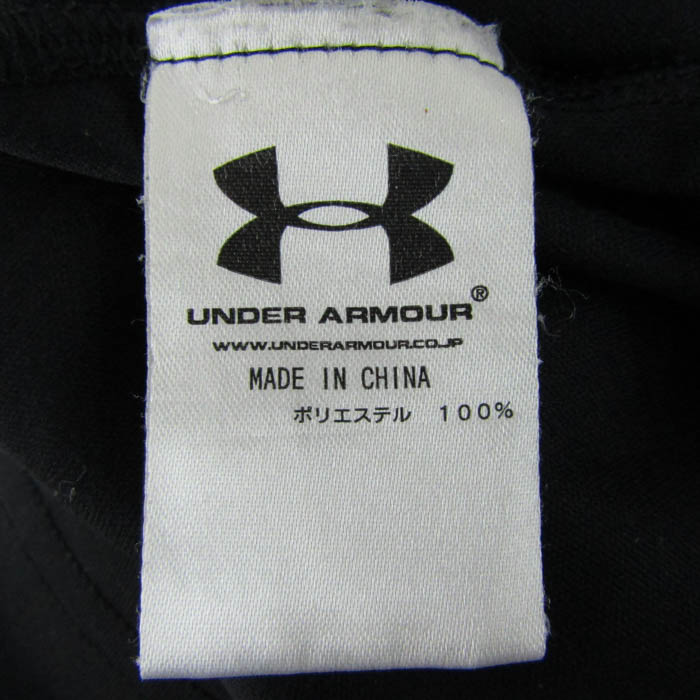 UNDER ARMOUR®
WWW.UNDERARMOUR.CO.JP
MADE IN CHINA
ポリエステル １００％